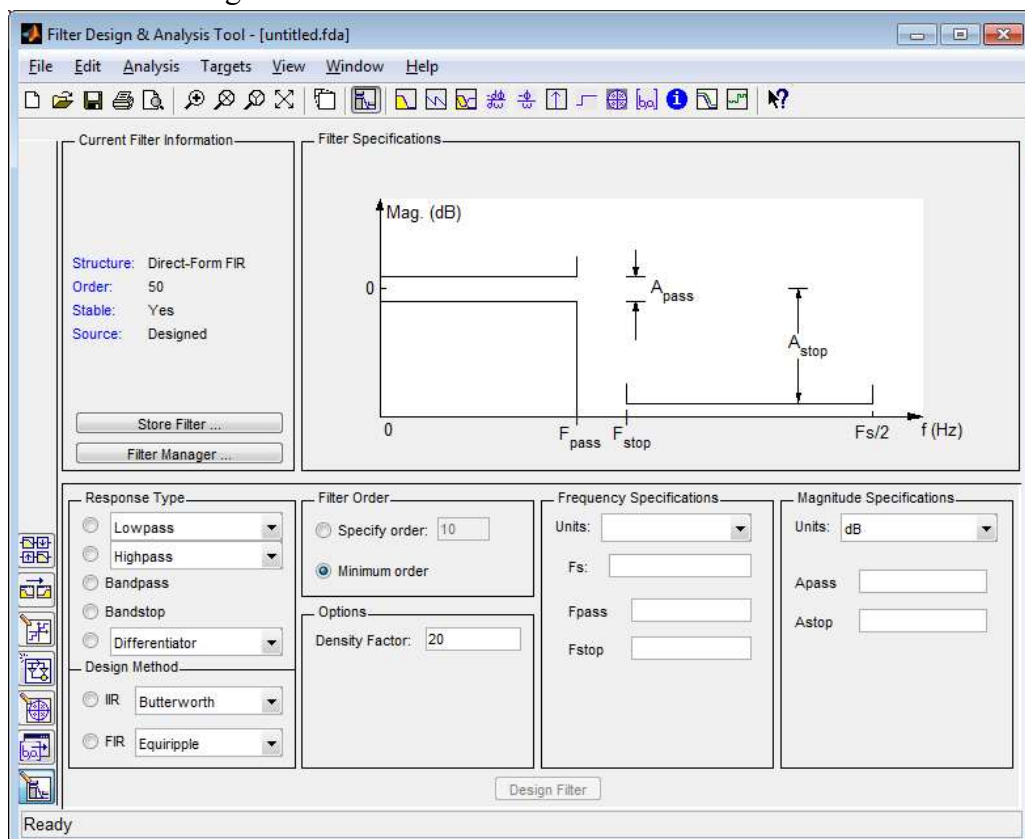 Filter Design & Analysis Tool - [untitled.fda]
File Edit Analysis Targets View Window Help
Current Filter Information
Structure: Direct-Form FIR
Order: 50
Stable: Yes
Source: Designed
Store Filter ...
Filter Manager ...
Filter Specifications
Mag. (dB)
0
Apass
Astop
0
Fpass
Fstop
Fs/2
f (Hz)
Response Type
Lowpass
Highpass
Bandpass
Bandstop
Differentiator
Design Method
IIR Butterworth
FIR Equiripple
Filter Order
Specify order: 10
Minimum order
Options
Density Factor: 20
Frequency Specifications
Units:
Fs:
Fpass
Fstop
Magnitude Specifications
Units: dB
Apass
Astop
Design Filter
Ready